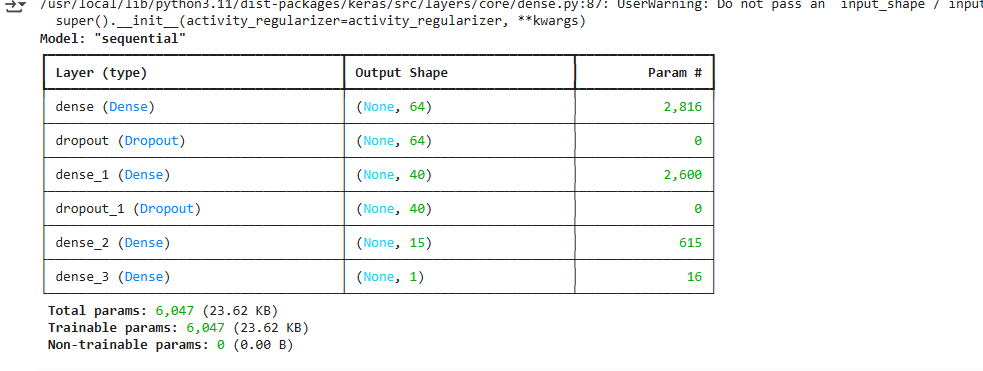 /usr/local/lib/python3.11/dist-packages/keras/src/layers/core/dense.py:87: UserWarning: Do not pass an `input_shape`/`input
super().__init__(activity_regularizer=activity_regularizer, **kwargs)
Model: "sequential"
Layer (type) Output Shape Param #
dense (Dense) (None, 64) 2,816
dropout (Dropout) (None, 64) 0
dense_1 (Dense) (None, 40) 2,600
dropout_1 (Dropout) (None, 40) 0
dense_2 (Dense) (None, 15) 615
dense_3 (Dense) (None, 1) 16
Total params: 6,047 (23.62 KB)
Trainable params: 6,047 (23.62 KB)
Non-trainable params: 0 (0.00 B)